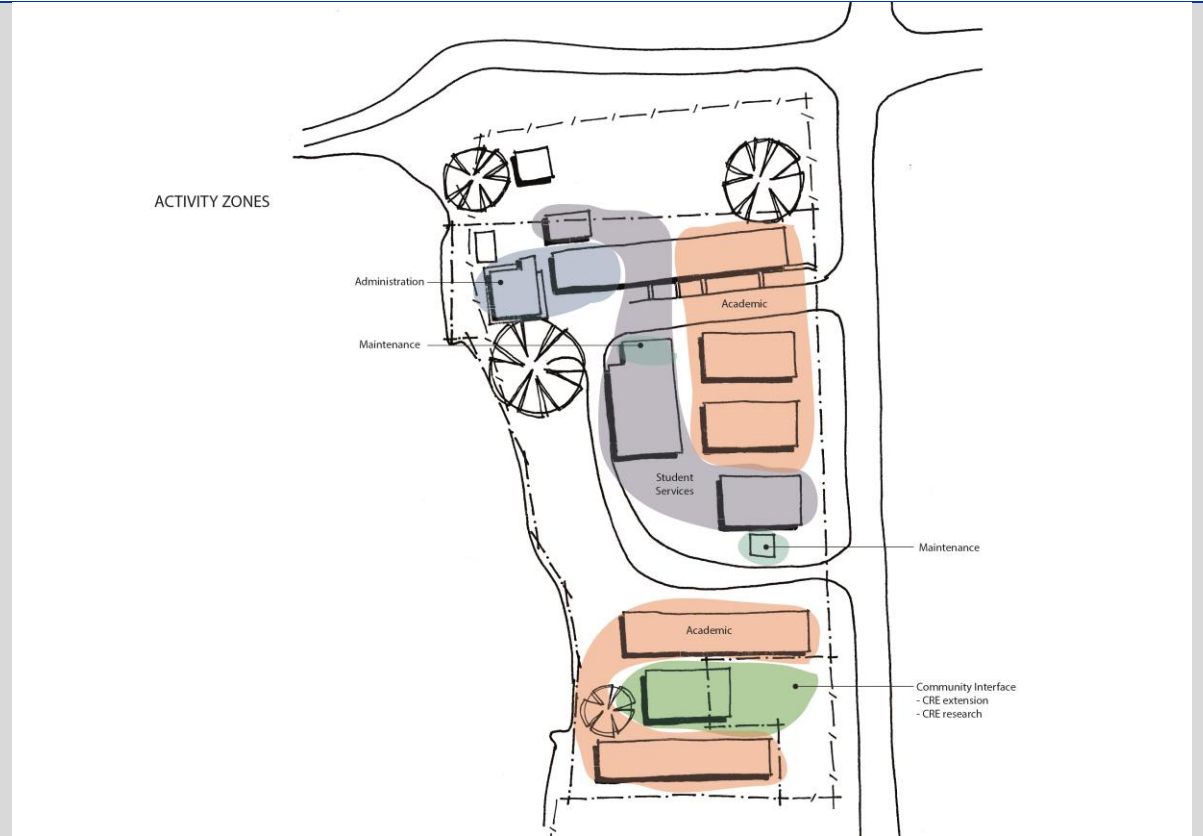 ACTIVITY ZONES
Administration
Academic
Maintenance
Student
Services
Maintenance
Academic
Community Interface
- CRE extension
- CRE research